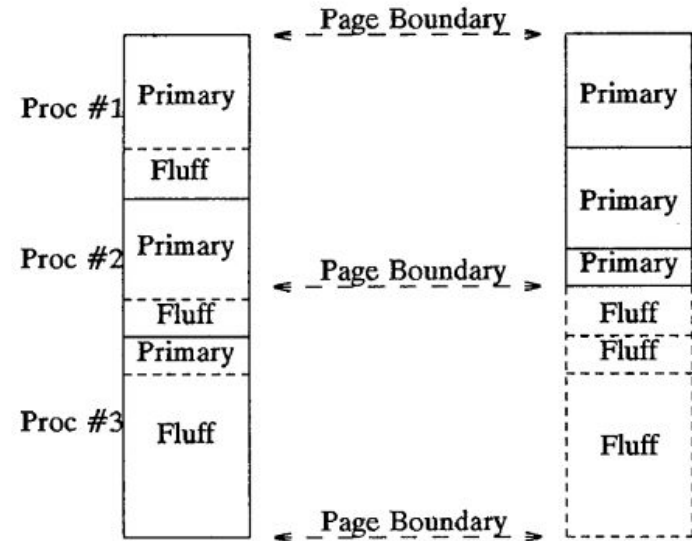 Page Boundary
Proc #1
Primary
Primary
Fluff
Primary
Proc #2
Primary
Primary
Page Boundary
Fluff
Fluff
Primary
Fluff
Proc #3
Fluff
Fluff
Page Boundary